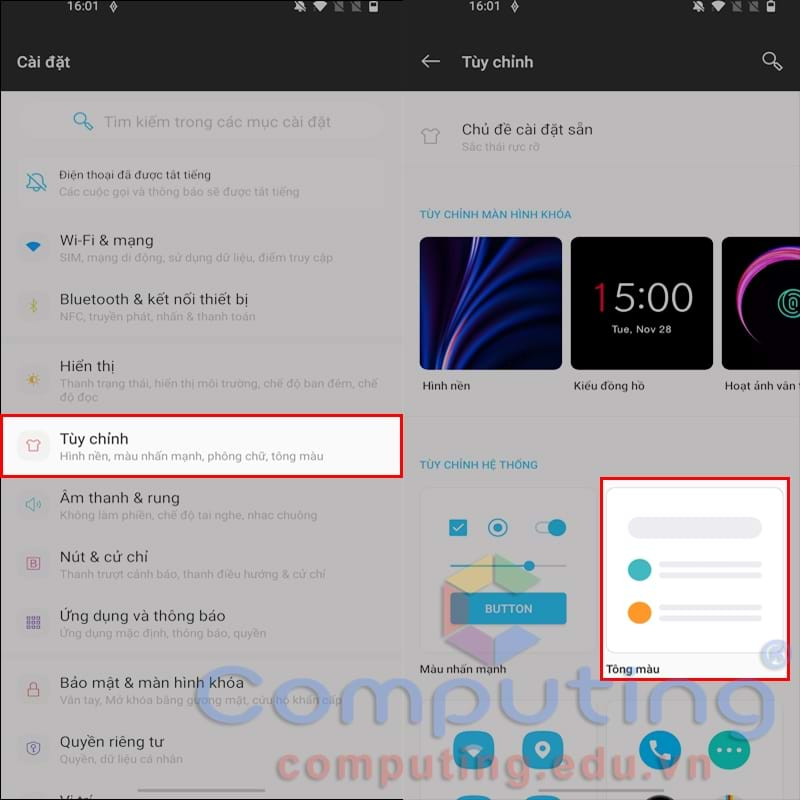 16:01
Cài đặt
Tìm kiếm trong các mục cài đặt
Điện thoại đã được tắt tiếng
Các cuộc gọi và thông báo sẽ được tắt tiếng
Wi-Fi & mạng
SIM, mạng di động, sử dụng dữ liệu, điểm truy cập
Bluetooth & kết nối thiết bị
NFC, truyền phát, nhấn & thanh toán
Hiển thị
Thanh trạng thái, hiển thị môi trường, chế độ ban đêm, chế
độ đọc
Tùy chỉnh
Hình nền, màu nhấn mạnh, phông chữ, tông màu
Âm thanh & rung
Không làm phiền, chế độ tai nghe, nhạc chuông
Nút & cử chỉ
Thanh trượt cảnh báo, thanh điều hướng & cử chỉ
Ứng dụng và thông báo
Ứng dụng mặc định, thông báo, quyền
Bảo mật & màn hình khóa
Vân tay, Mở khóa bằng gương mặt, cứu hộ khẩn cấp
Quyền riêng tư
Quyền, dữ liệu cá nhân
Vị trí
16:01
Tùy chỉnh
Chủ đề cài đặt sẵn
Sắc thái rực rỡ
TÙY CHỈNH MÀN HÌNH KHÓA
15:00
Tue, Nov 28
Hình nền
Kiểu đồng hồ
Hoạt ảnh vân
TÙY CHỈNH HỆ THỐNG
BUTTON
Màu nhấn mạnh
Tông màu
Computing
computing.edu.vn